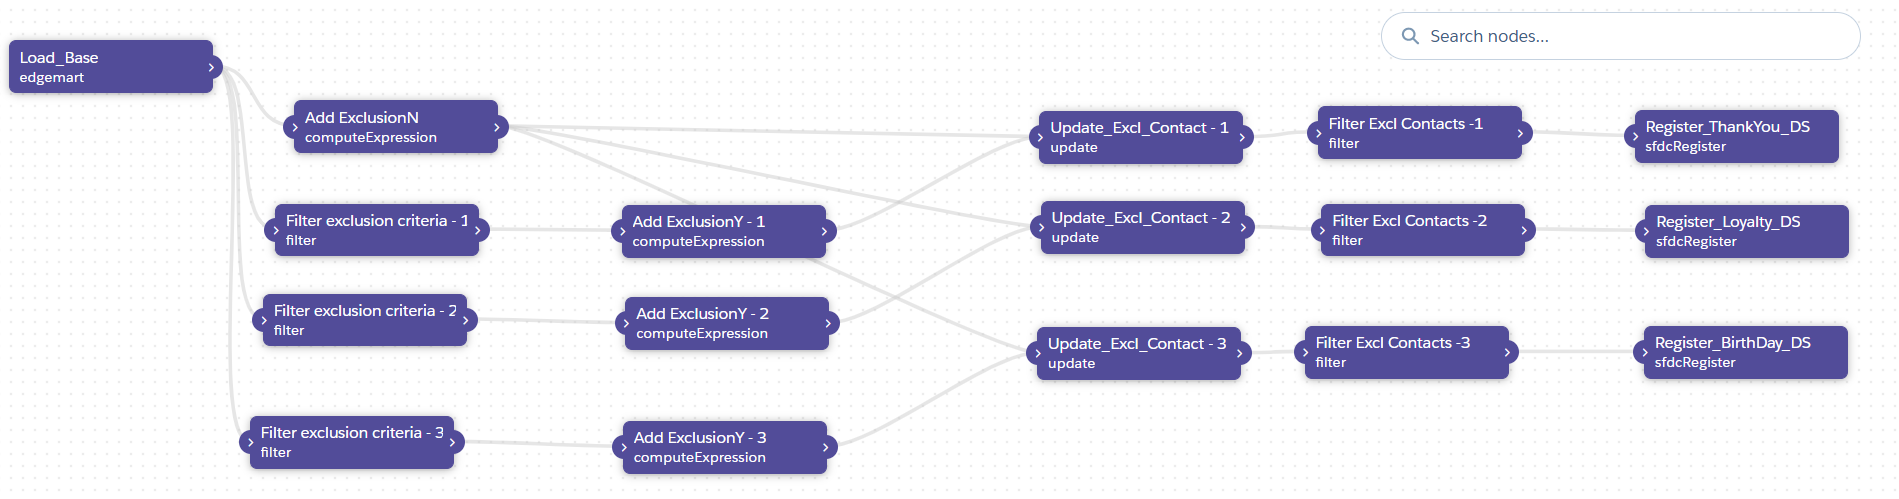 Search nodes...
Load_Base
edgemart
Add ExclusionN
computeExpression
Update_Excl_Contact - 1
update
Filter Excl Contacts -1
filter
Register_ThankYou_DS
sfdcRegister
Filter exclusion criteria - 1
filter
Add ExclusionY - 1
computeExpression
Update_Excl_Contact - 2
update
Filter Excl Contacts -2
filter
Register_Loyalty_DS
sfdcRegister
Filter exclusion criteria - 2
filter
Add ExclusionY - 2
computeExpression
Update_Excl_Contact - 3
update
Filter Excl Contacts -3
filter
Register_BirthDay_DS
sfdcRegister
Filter exclusion criteria - 3
filter
Add ExclusionY - 3
computeExpression